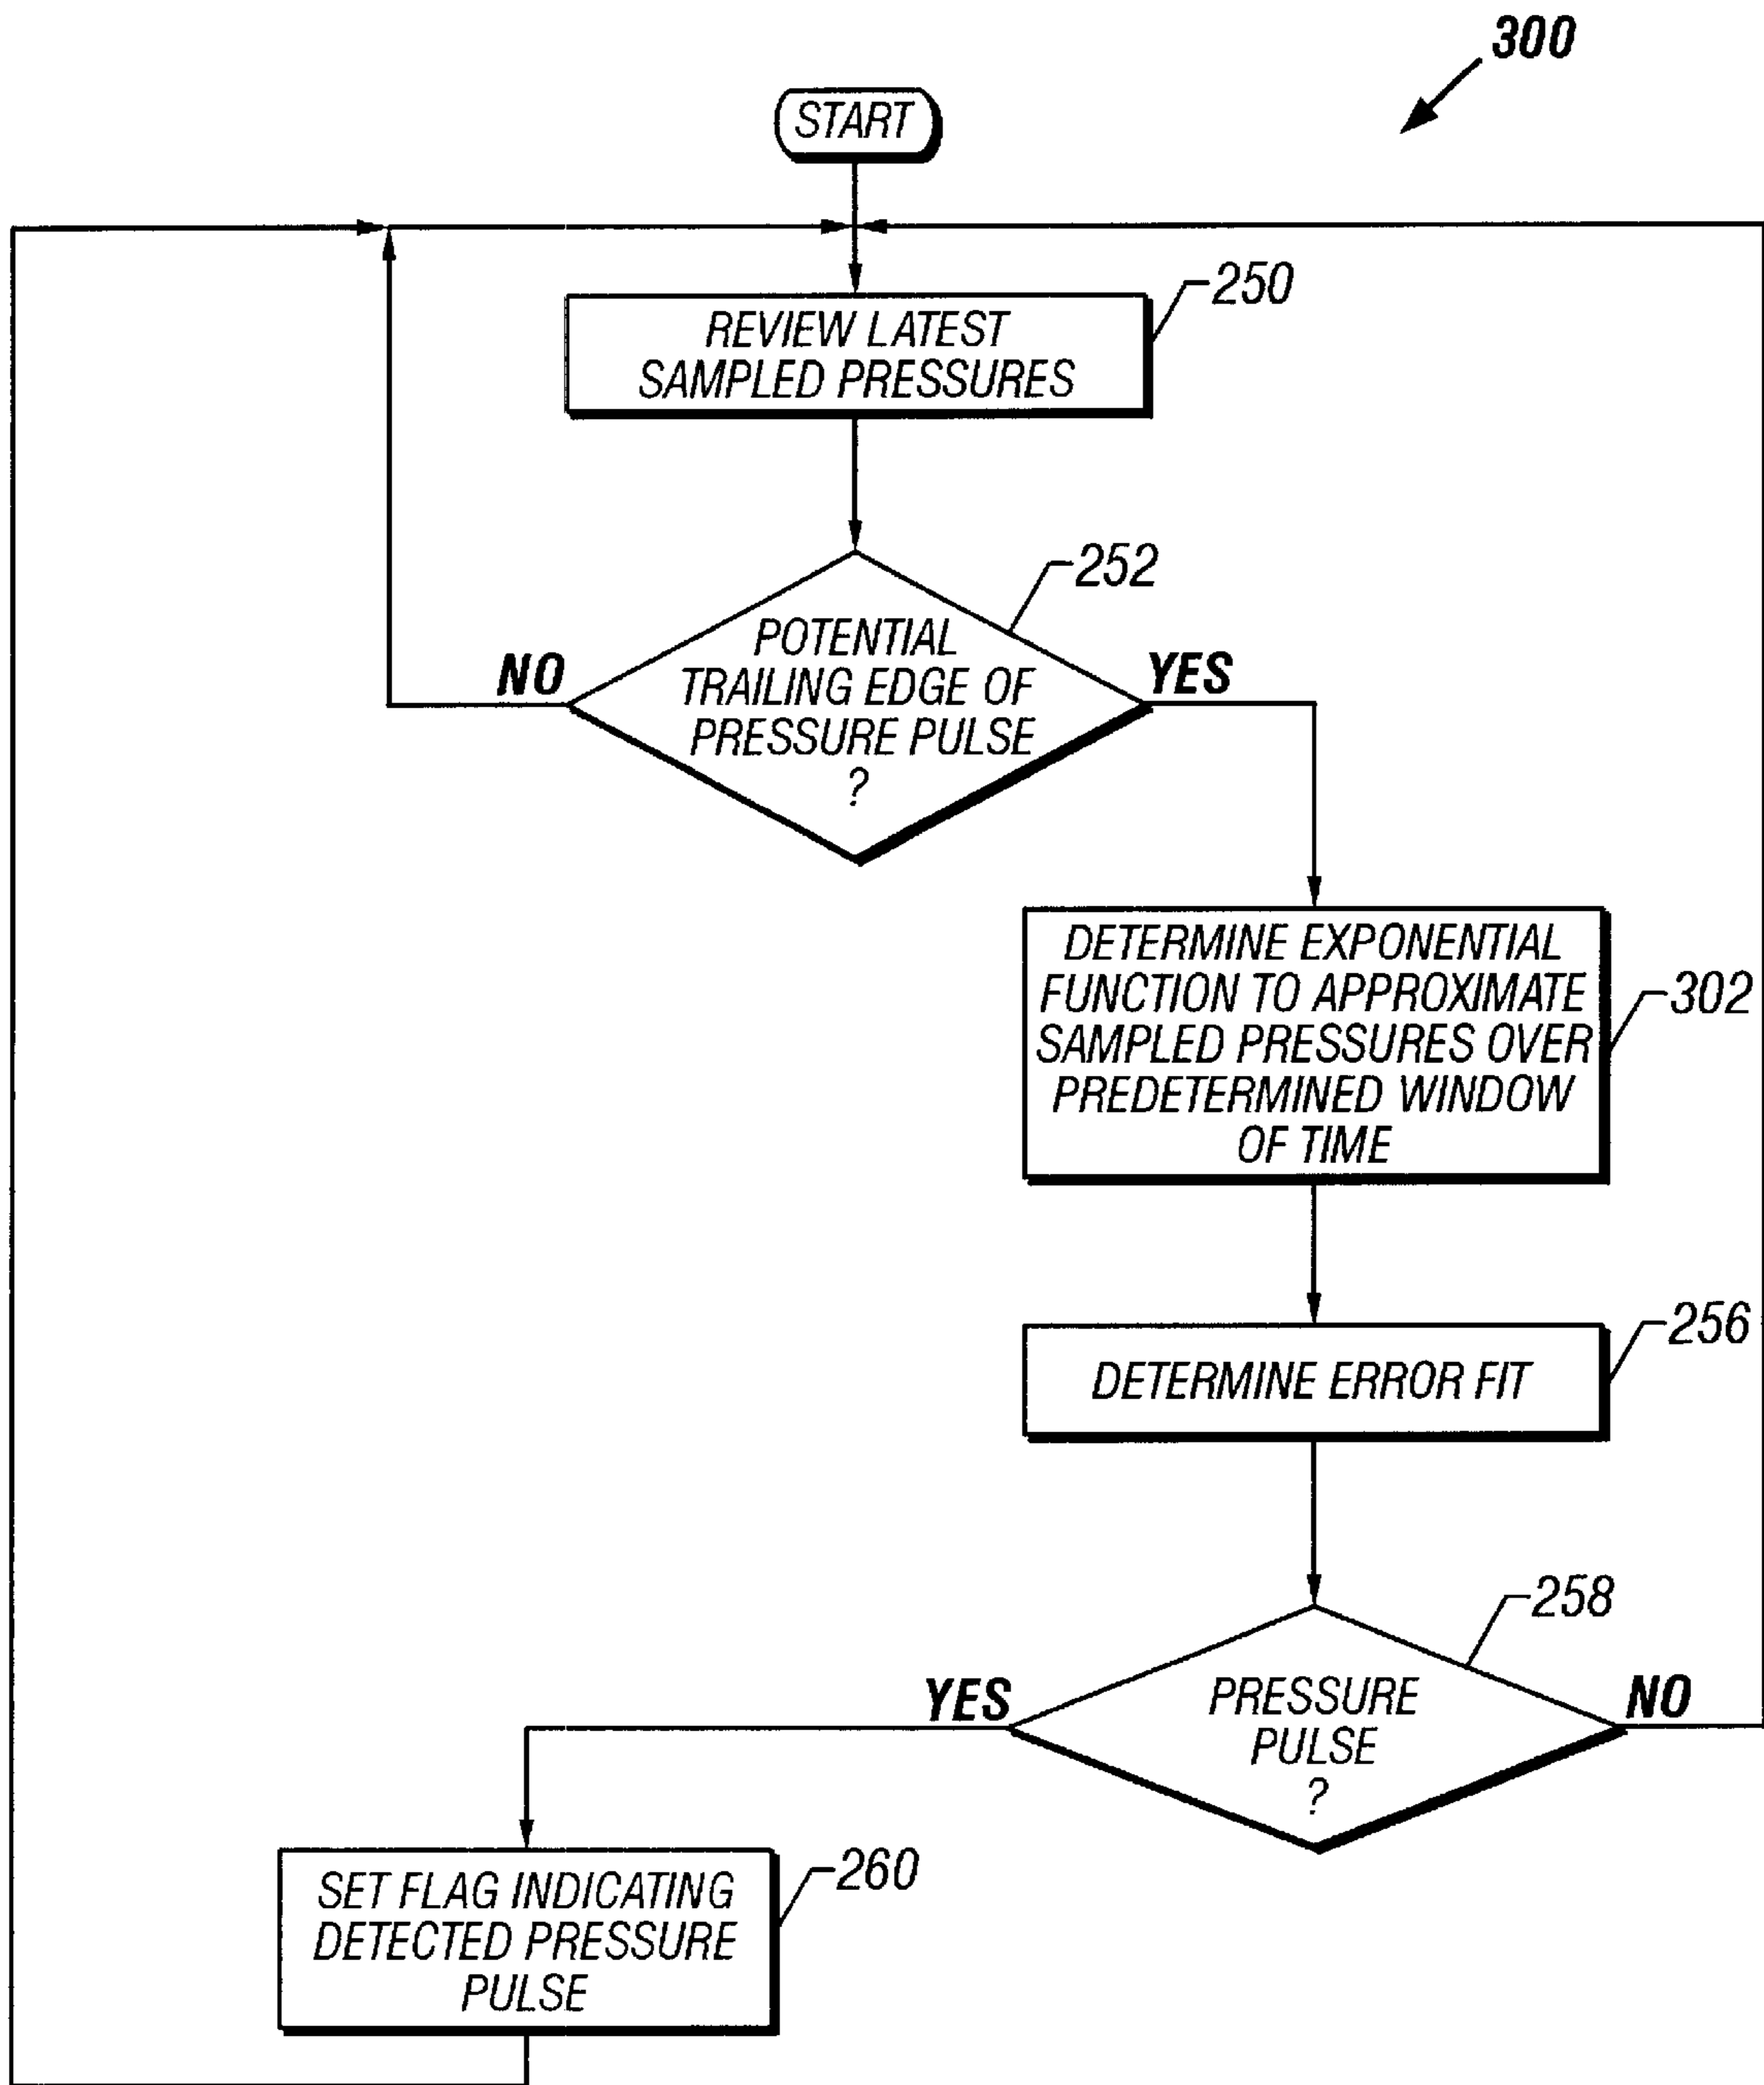 300
START
250
REVIEW LATEST
SAMPLED PRESSURES
252
POTENTIAL
TRAILING EDGE OF
PRESSURE PULSE
?
NO
YES
DETERMINE EXPONENTIAL
FUNCTION TO APPROXIMATE
SAMPLED PRESSURES OVER
PREDETERMINED WINDOW
OF TIME
302
256
DETERMINE ERROR FIT
258
PRESSURE
PULSE
?
YES
NO
260
SET FLAG INDICATING
DETECTED PRESSURE
PULSE